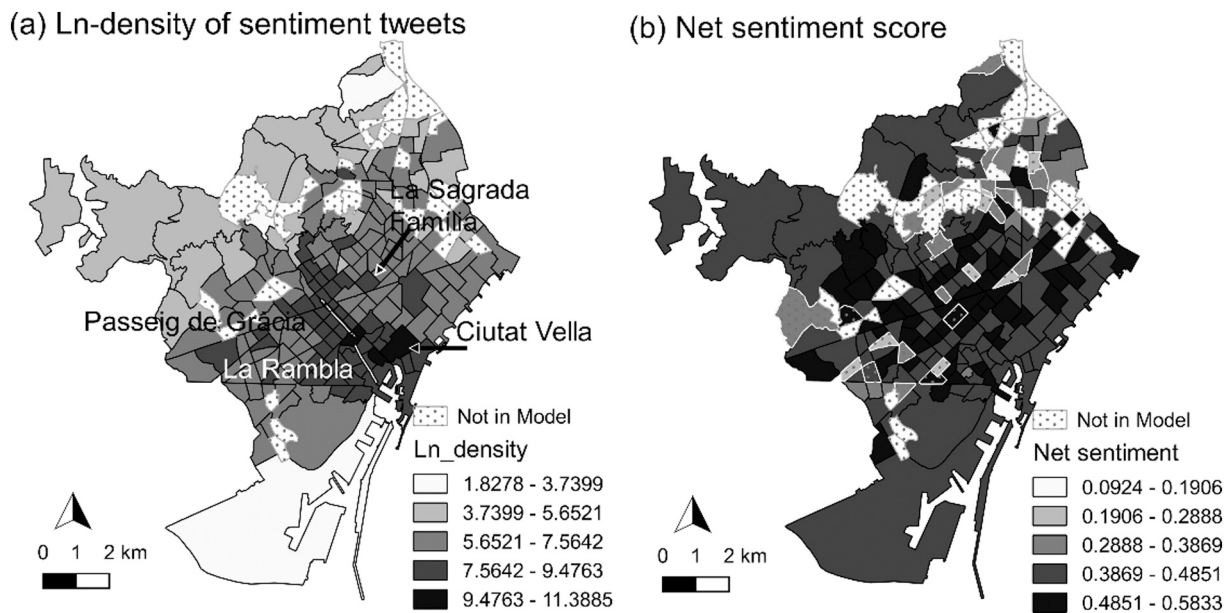 (a) Ln-density of sentiment tweets
La Sagrada
Família
Passeig de Gràcia
Ciutat Vella
La Rambla
Not in Model
Ln_density
1.8278 - 3.7399
3.7399 - 5.6521
5.6521 - 7.5642
7.5642 - 9.4763
9.4763 - 11.3885
0 1 2 km
(b) Net sentiment score
Not in Model
Net sentiment
0.0924 - 0.1906
0.1906 - 0.2888
0.2888 - 0.3869
0.3869 - 0.4851
0.4851 - 0.5833
0 1 2 km